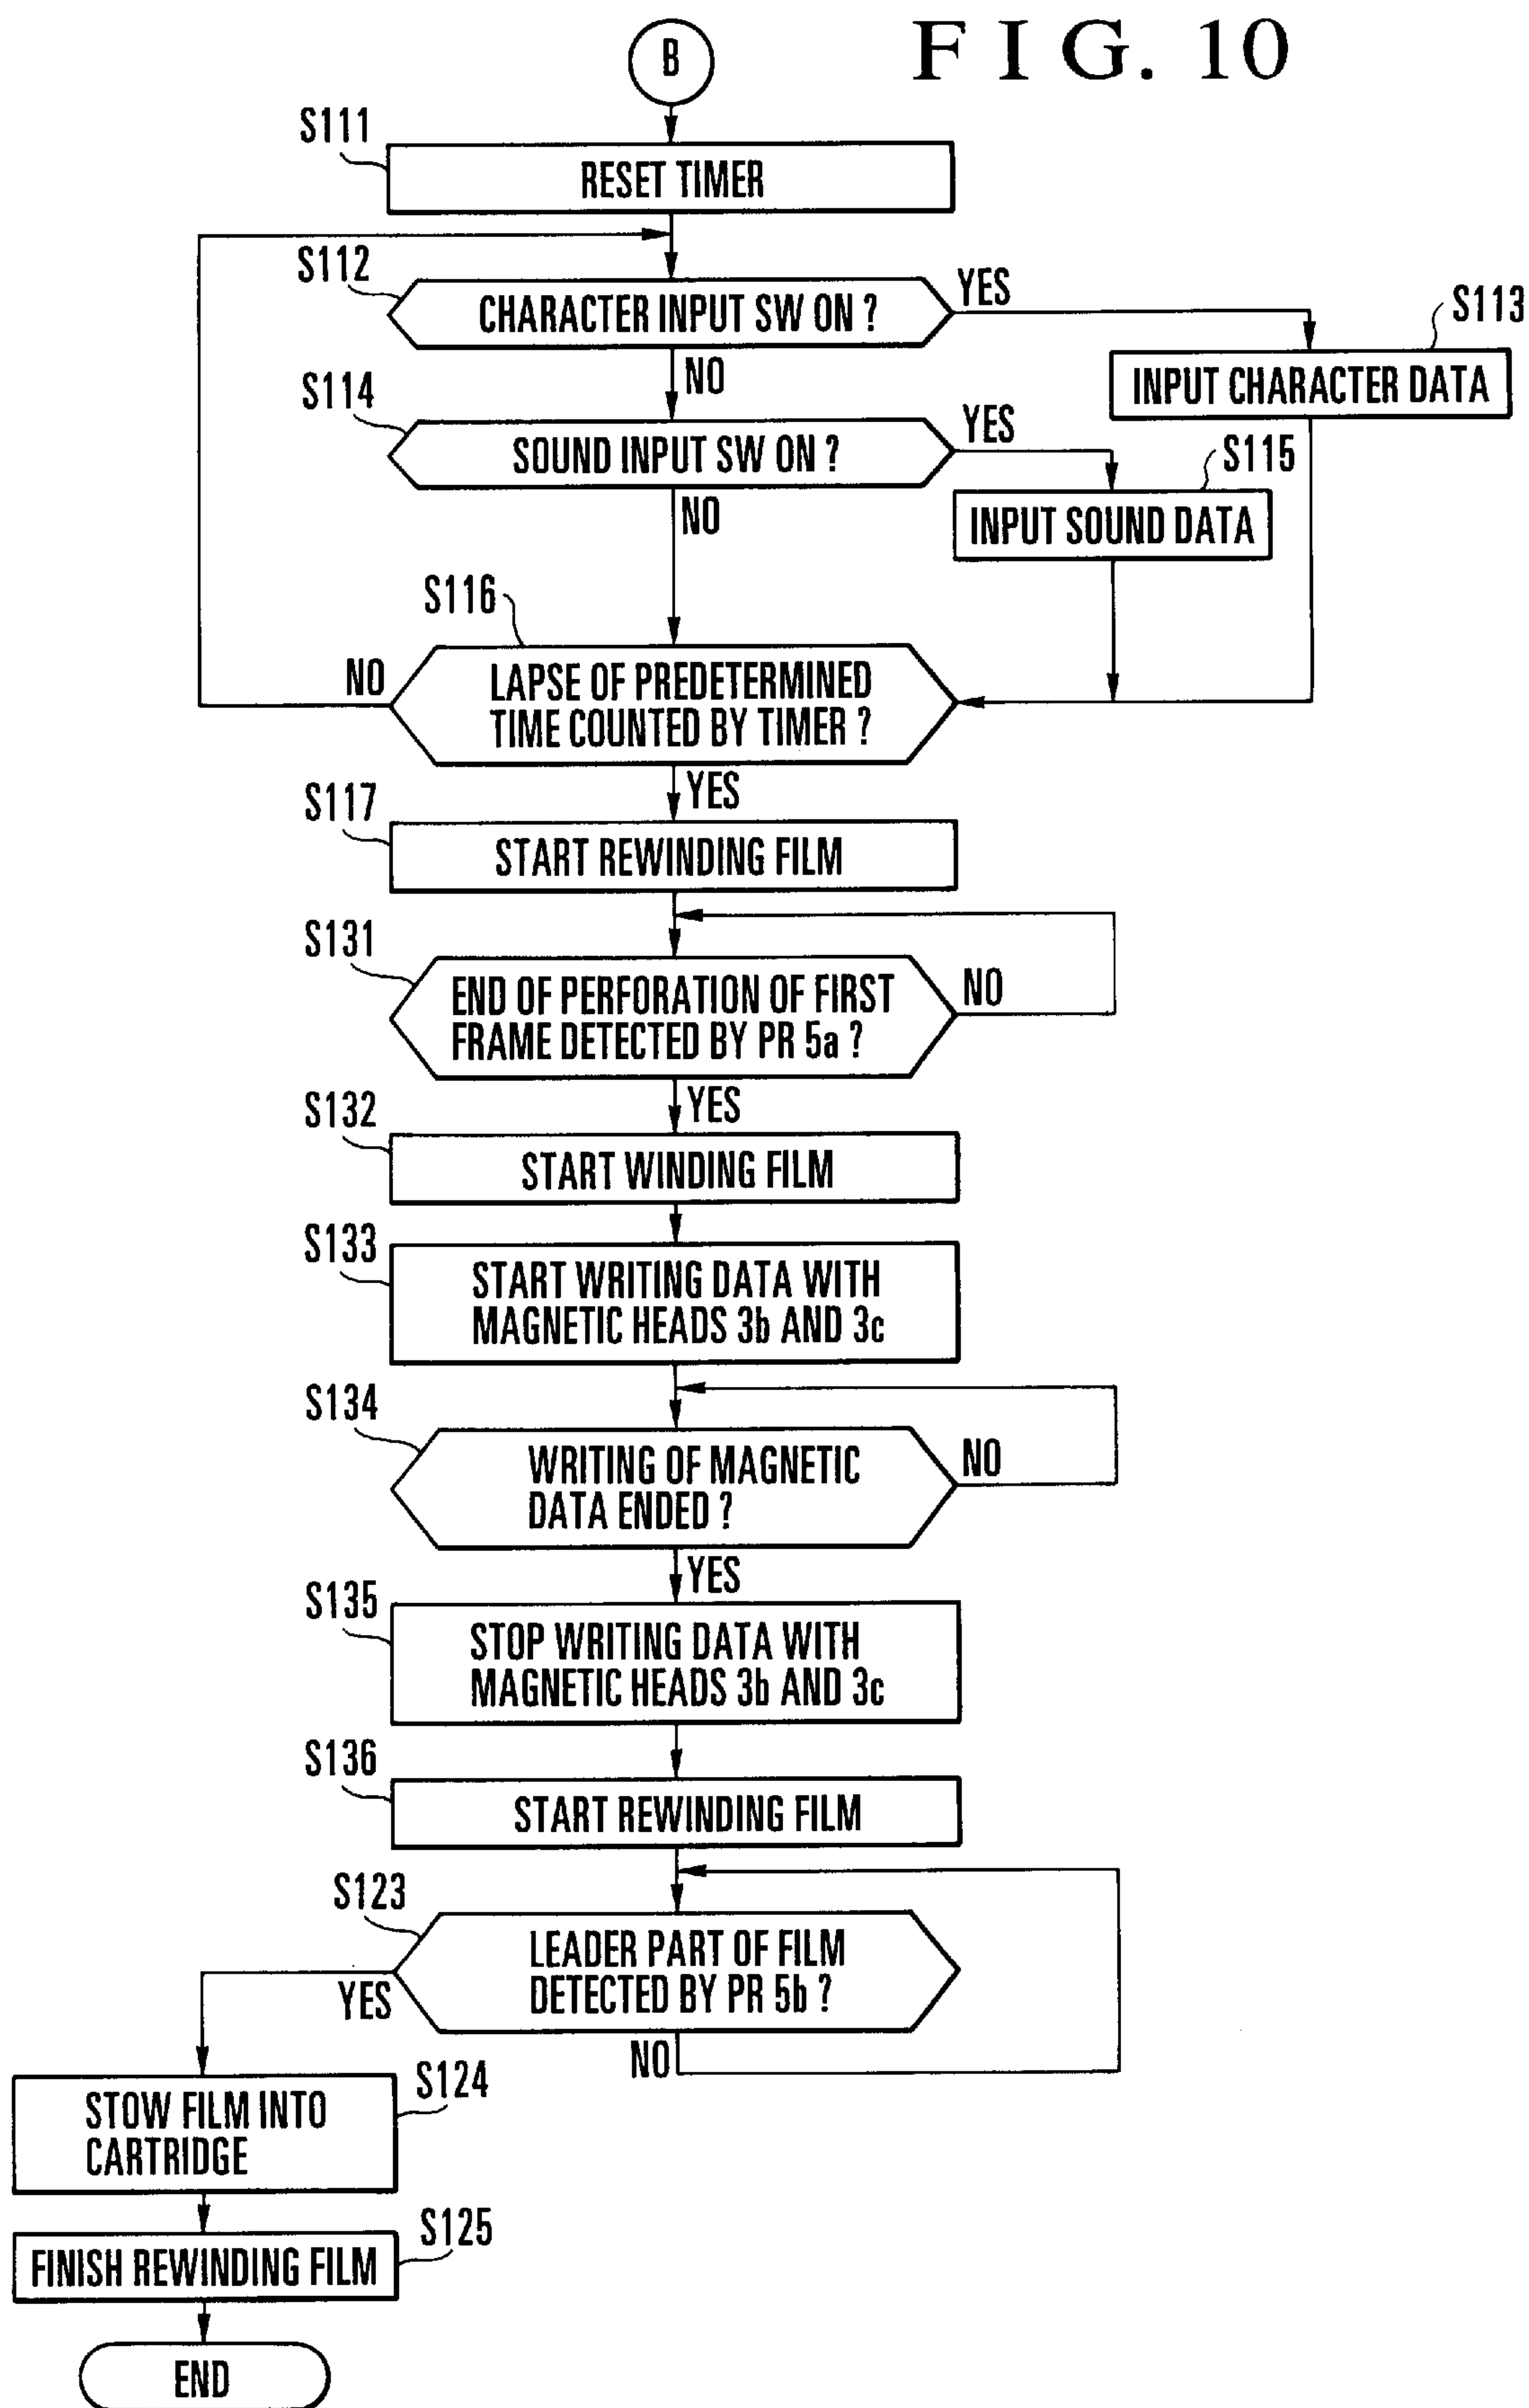 FIG. 10
B
S111
RESET TIMER
S112
CHARACTER INPUT SW ON ?
YES
S113
INPUT CHARACTER DATA
NO
S114
SOUND INPUT SW ON ?
YES
S115
INPUT SOUND DATA
NO
S116
LAPSE OF PREDETERMINED
TIME COUNTED BY TIMER ?
NO
YES
S117
START REWINDING FILM
S131
END OF PERFORATION OF FIRST
FRAME DETECTED BY PR 5a ?
NO
YES
S132
START WINDING FILM
S133
START WRITING DATA WITH
MAGNETIC HEADS 3b AND 3c
S134
WRITING OF MAGNETIC
DATA ENDED ?
NO
YES
S135
STOP WRITING DATA WITH
MAGNETIC HEADS 3b AND 3c
S136
START REWINDING FILM
S123
LEADER PART OF FILM
DETECTED BY PR 5b ?
YES
NO
S124
STOW FILM INTO
CARTRIDGE
S125
FINISH REWINDING FILM
END